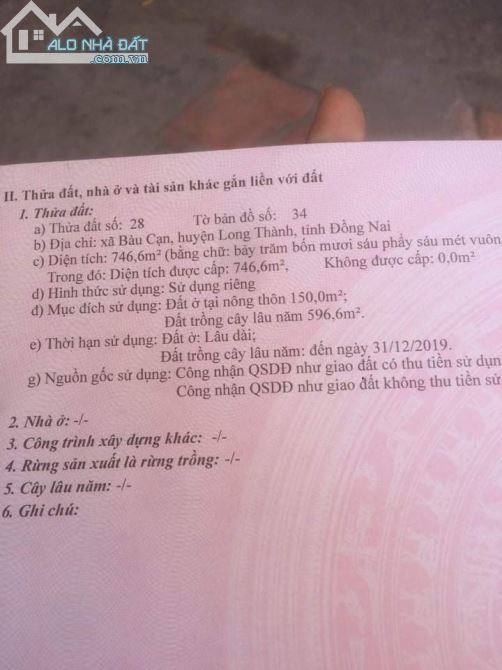 ALO NHÀ ĐẤT
.com.vn
II. Thửa đất, nhà ở và tài sản khác gắn liền với đất
1. Thửa đất:
a) Thửa đất số: 28 Tờ bản đồ số: 34
b) Địa chỉ: xã Bàu Cạn, huyện Long Thành, tỉnh Đồng Nai
c) Diện tích: 746,6m² (bằng chữ: bảy trăm bốn mươi sáu phẩy sáu mét vuôn
Trong đó: Diện tích được cấp: 746,6m², Không được cấp: 0,0m²
d) Hình thức sử dụng: Sử dụng riêng
đ) Mục đích sử dụng: Đất ở tại nông thôn 150,0m²;
Đất trồng cây lâu năm 596,6m².
e) Thời hạn sử dụng: Đất ở: Lâu dài;
Đất trồng cây lâu năm: đến ngày 31/12/2019.
g) Nguồn gốc sử dụng: Công nhận QSDĐ như giao đất có thu tiền sử dụn
Công nhận QSDĐ như giao đất không thu tiền sử
2. Nhà ở: -/-
3. Công trình xây dựng khác: -/-
4. Rừng sản xuất là rừng trồng: -/-
5. Cây lâu năm: -/-
6. Ghi chú: